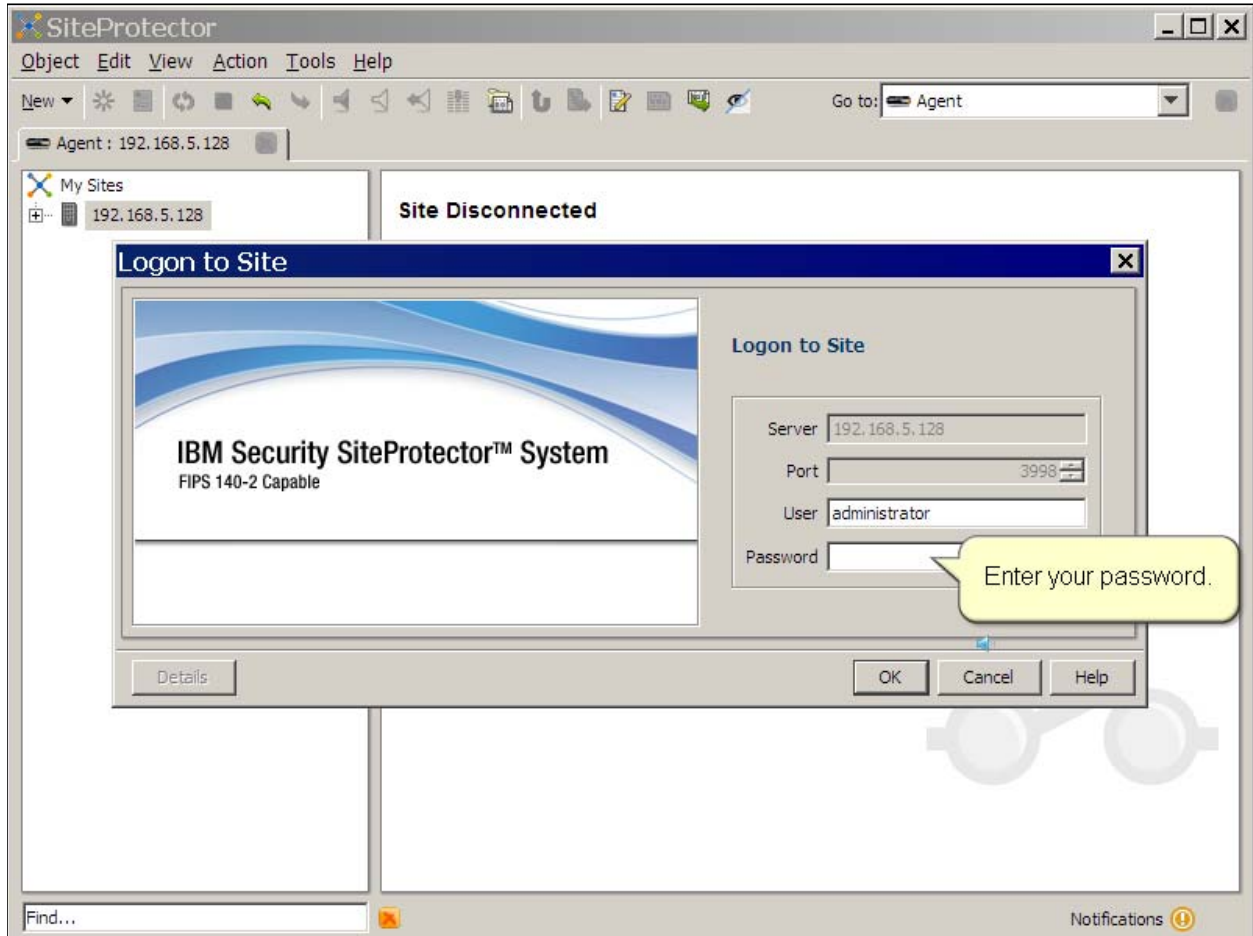 SiteProtector
Object Edit View Action Tools Help
New
Go to: Agent
Agent : 192.168.5.128
My Sites
192.168.5.128
Site Disconnected
Logon to Site
IBM Security SiteProtector™ System
FIPS 140-2 Capable
Logon to Site
Server 192.168.5.128
Port 3998
User administrator
Password
Enter your password.
Details
OK Cancel Help
Find...
Notifications